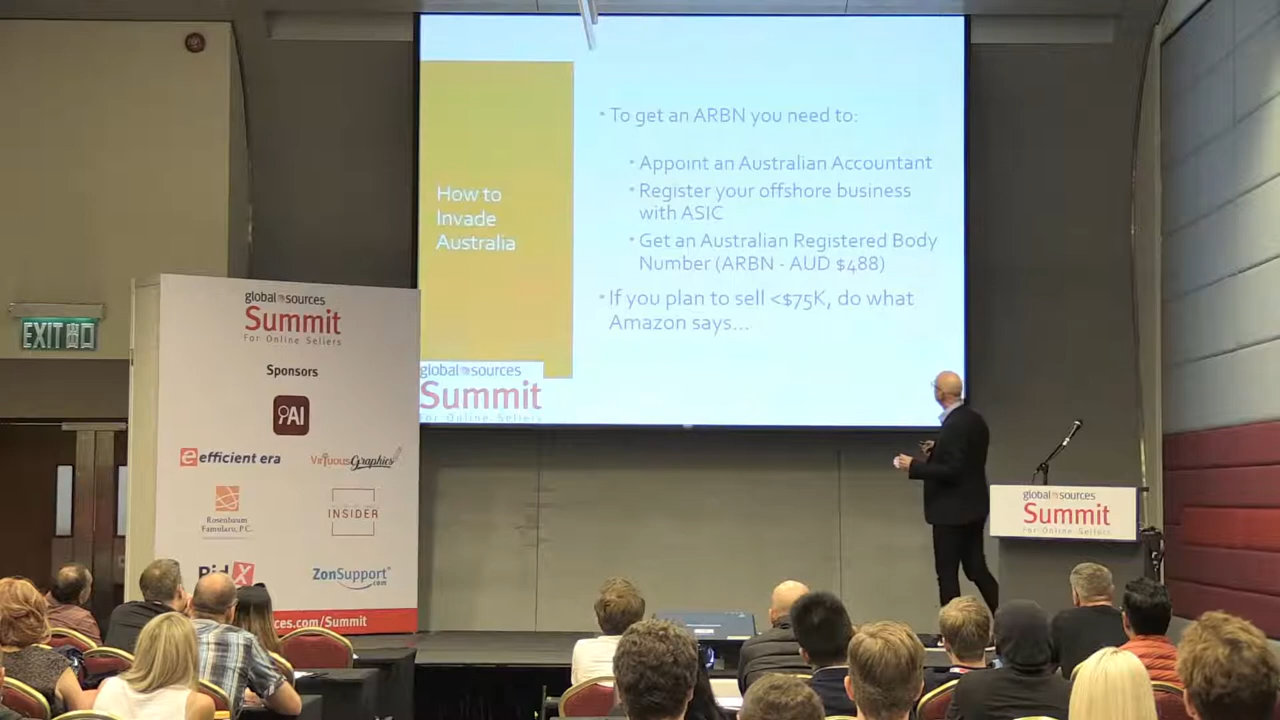 • To get an ARBN you need to:
• Appoint an Australian Accountant
• Register your offshore business
with ASIC
• Get an Australian Registered Body
Number (ARBN - AUD $488)
• If you plan to sell <$75K, do what
Amazon says...
How to
Invade
Australia
global sources
Summit
For Online Sellers
EXIT
global sources
Summit
For Online Sellers
Sponsors
AI
efficient era
Virtuous Graphics
Rosenbaum
Famularo, P.C.
INSIDER
ZonSupport
.com
ces.com/Summit
global sources
Summit
For Online Sellers